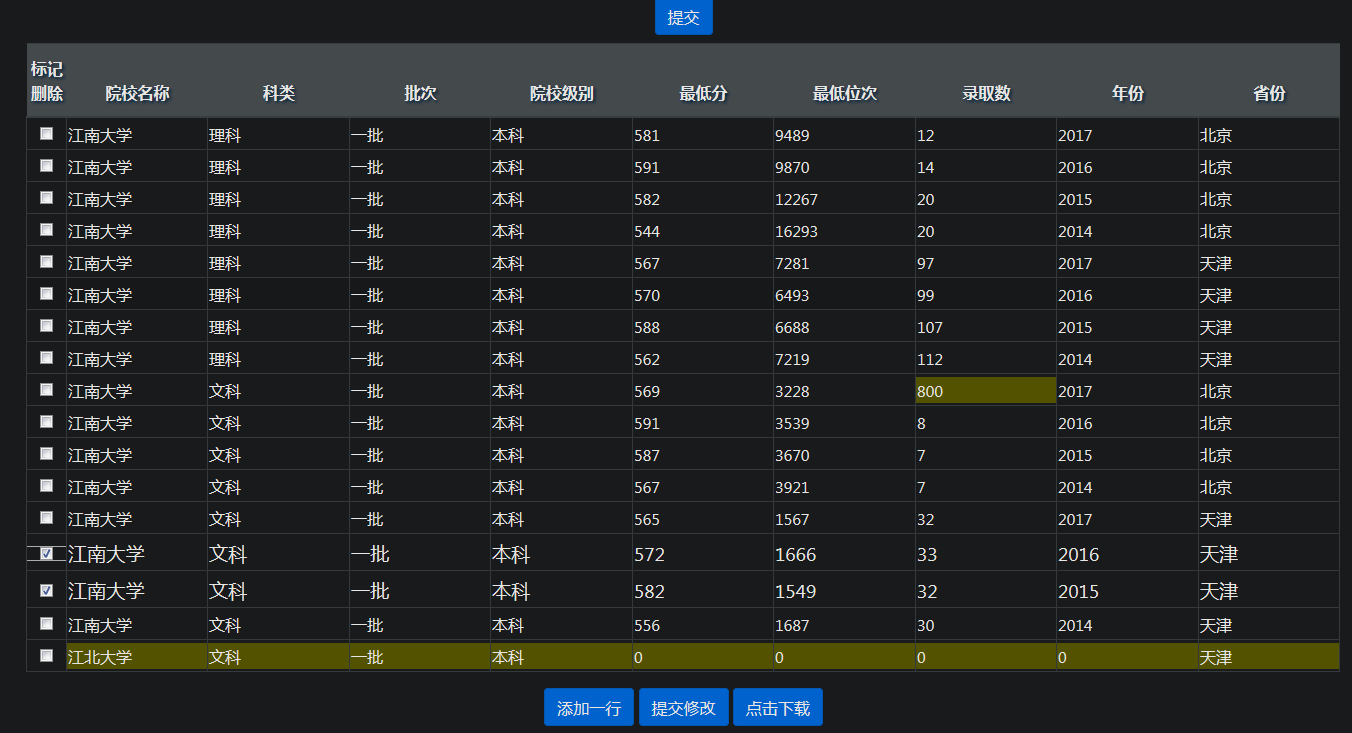 提交
标记删除 院校名称 科类 批次 院校级别 最低分 最低位次 录取数 年份 省份
江南大学 理科 一批 本科 581 9489 12 2017 北京
江南大学 理科 一批 本科 591 9870 14 2016 北京
江南大学 理科 一批 本科 582 12267 20 2015 北京
江南大学 理科 一批 本科 544 16293 20 2014 北京
江南大学 理科 一批 本科 567 7281 97 2017 天津
江南大学 理科 一批 本科 570 6493 99 2016 天津
江南大学 理科 一批 本科 588 6688 107 2015 天津
江南大学 理科 一批 本科 562 7219 112 2014 天津
江南大学 文科 一批 本科 569 3228 800 2017 北京
江南大学 文科 一批 本科 591 3539 8 2016 北京
江南大学 文科 一批 本科 587 3670 7 2015 北京
江南大学 文科 一批 本科 567 3921 7 2014 北京
江南大学 文科 一批 本科 565 1567 32 2017 天津
江南大学 文科 一批 本科 572 1666 33 2016 天津
江南大学 文科 一批 本科 582 1549 32 2015 天津
江南大学 文科 一批 本科 556 1687 30 2014 天津
江北大学 文科 一批 本科 0 0 0 0 天津
添加一行 提交修改 点击下载